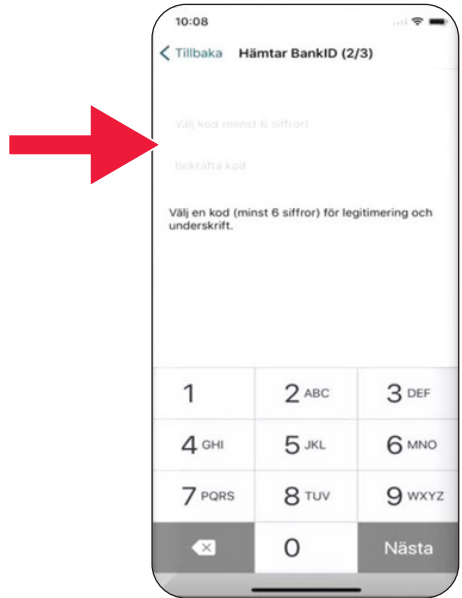 10:08
Tillbaka Hämtar BankID (2/3)
Välj kod (minst 6 siffror)
Bekräfta kod
Välj en kod (minst 6 siffror) för legitimering och
underskrift.
1 2 ABC 3 DEF
4 GHI 5 JKL 6 MNO
7 PQRS 8 TUV 9 WXYZ
0 Nästa